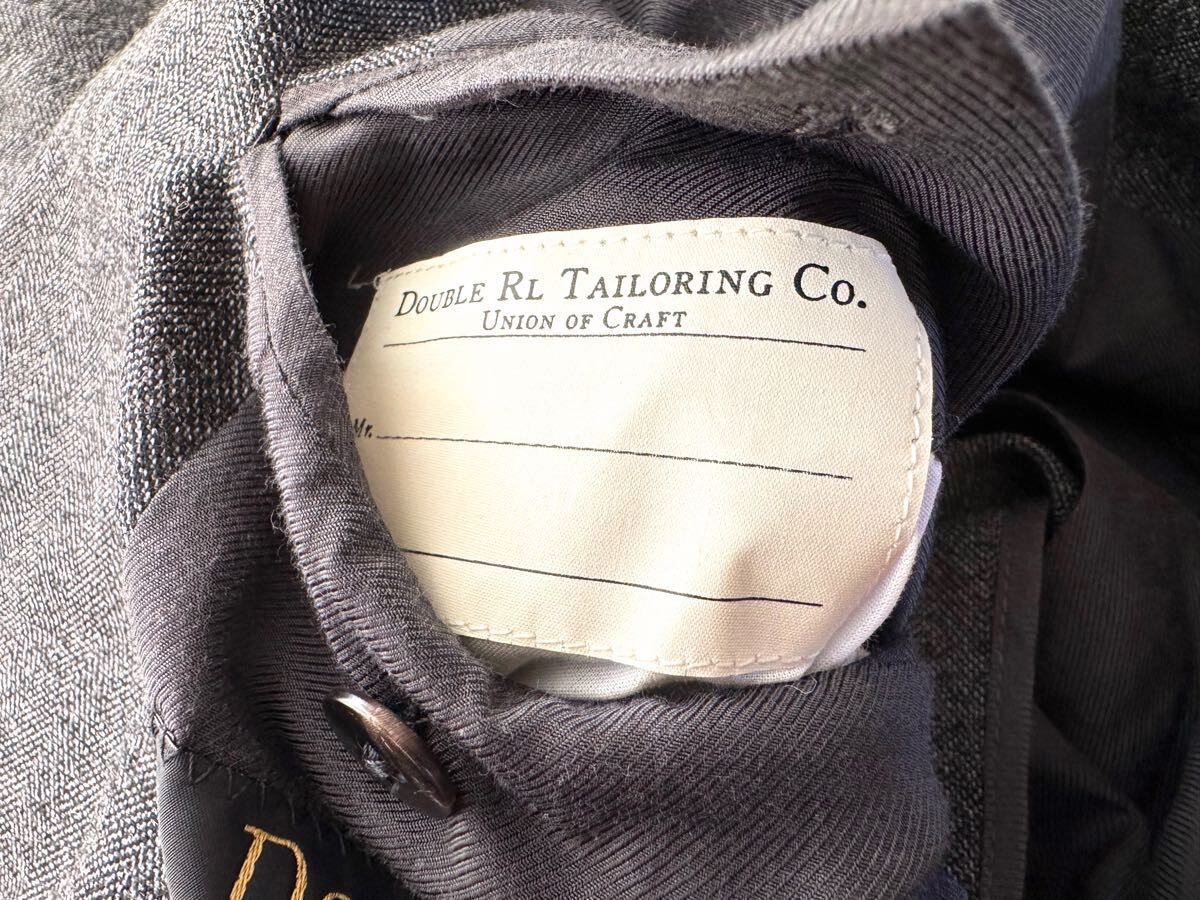 Double RL Tailoring Co.
Union of Craft
Mr.